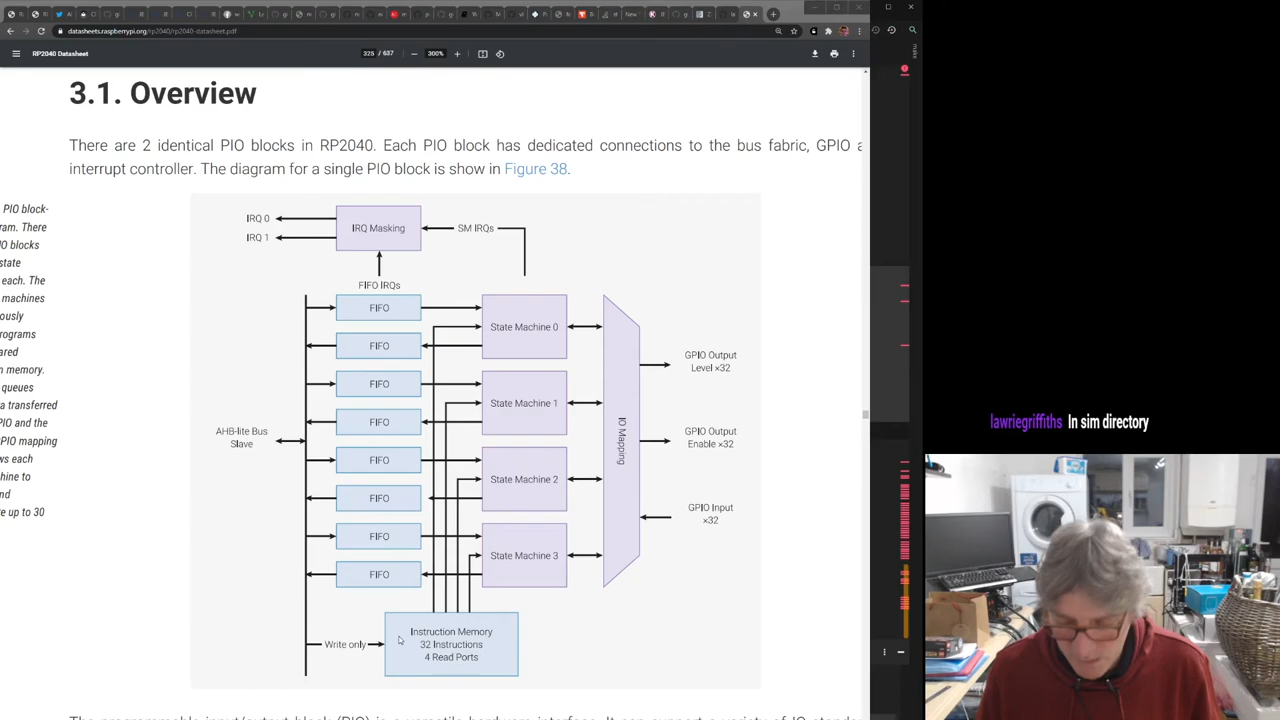 datasheets.raspberrypi.org/rp2040/rp2040-datasheet.pdf
RP2040 Datasheet
325 / 637
300%
3.1. Overview
There are 2 identical PIO blocks in RP2040. Each PIO block has dedicated connections to the bus fabric, GPIO a
interrupt controller. The diagram for a single PIO block is show in Figure 38.
PIO block-
ram. There
IO blocks
state
each. The
machines
ously
rograms
ared
n memory.
queues
a transferred
PIO and the
PIO mapping
ws each
hine to
nd
e up to 30
IRQ 0
IRQ 1
IRQ Masking
SM IRQs
FIFO IRQs
FIFO
FIFO
FIFO
FIFO
FIFO
FIFO
FIFO
FIFO
State Machine 0
State Machine 1
State Machine 2
State Machine 3
IO Mapping
GPIO Output
Level ×32
GPIO Output
Enable ×32
GPIO Input
×32
AHB-lite Bus
Slave
Write only
Instruction Memory
32 Instructions
4 Read Ports
lawriegriffiths In sim directory